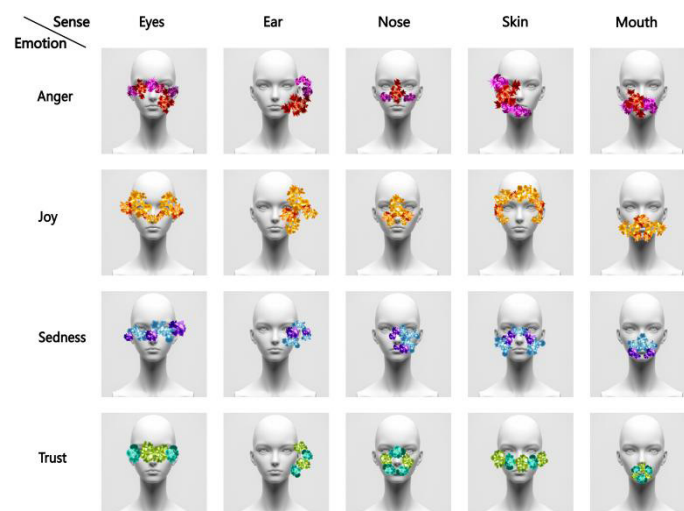 Sense Eyes Ear Nose Skin Mouth
Emotion
Anger
Joy
Sedness
Trust